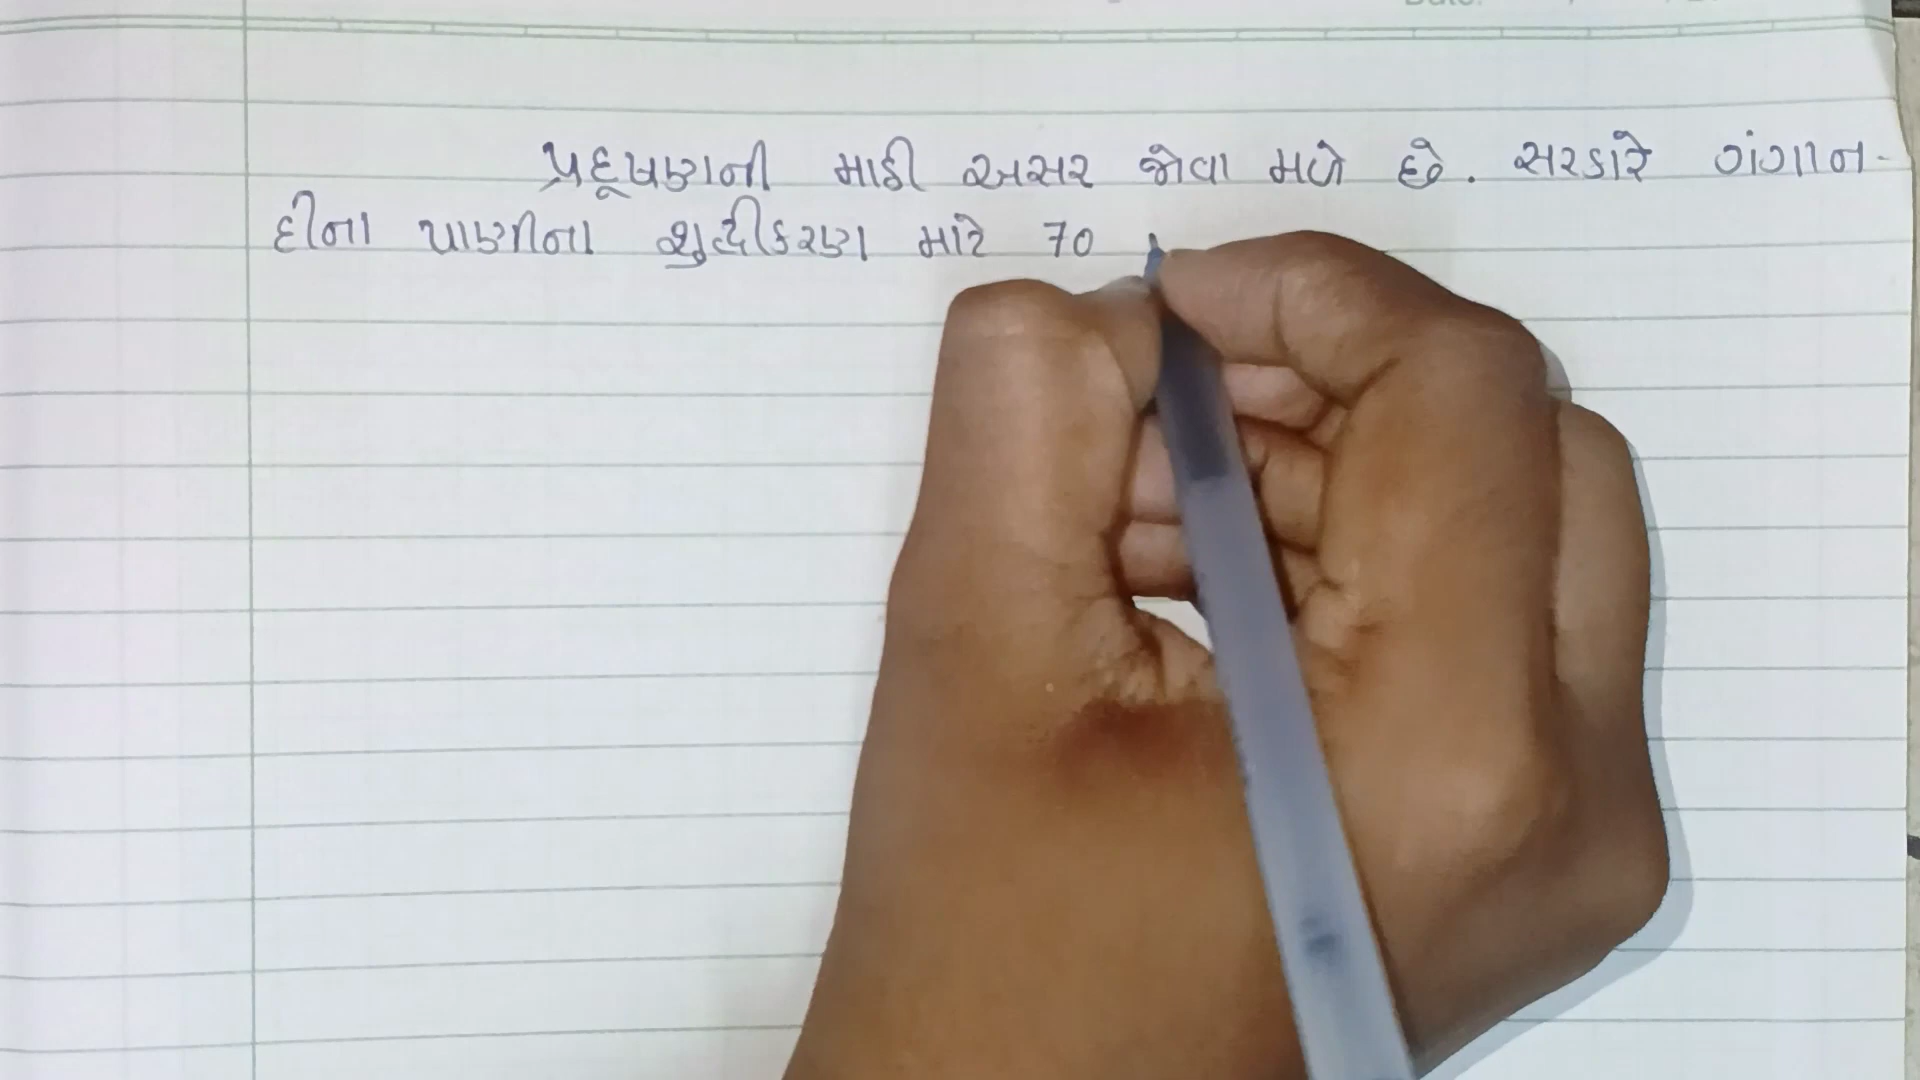 પ્રદૂષણની માઠી અસર જોવા મળે છે. સરકારે ગંગાન-
દીના પાણીના શુદ્ધીકરણ માટે 70